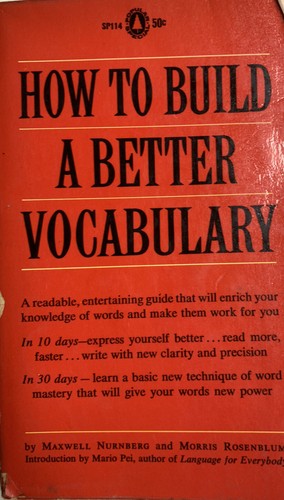 SP114 50¢
HOW TO BUILD
A BETTER
VOCABULARY
A readable, entertaining guide that will enrich your
knowledge of words and make them work for you
In 10 days—express yourself better...read more,
faster...write with new clarity and precision
In 30 days — learn a basic new technique of word
mastery that will give your words new power
by MAXWELL NURNBERG and MORRIS ROSENBLUM
Introduction by Mario Pei, author of Language for Everybody